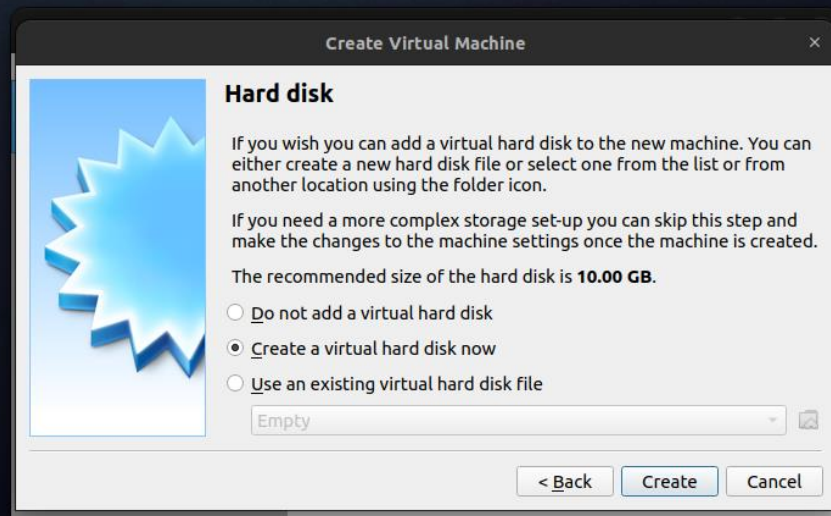 Create Virtual Machine
Hard disk
If you wish you can add a virtual hard disk to the new machine. You can
either create a new hard disk file or select one from the list or from
another location using the folder icon.
If you need a more complex storage set-up you can skip this step and
make the changes to the machine settings once the machine is created.
The recommended size of the hard disk is 10.00 GB.
Do not add a virtual hard disk
Create a virtual hard disk now
Use an existing virtual hard disk file
Empty
< Back Create Cancel